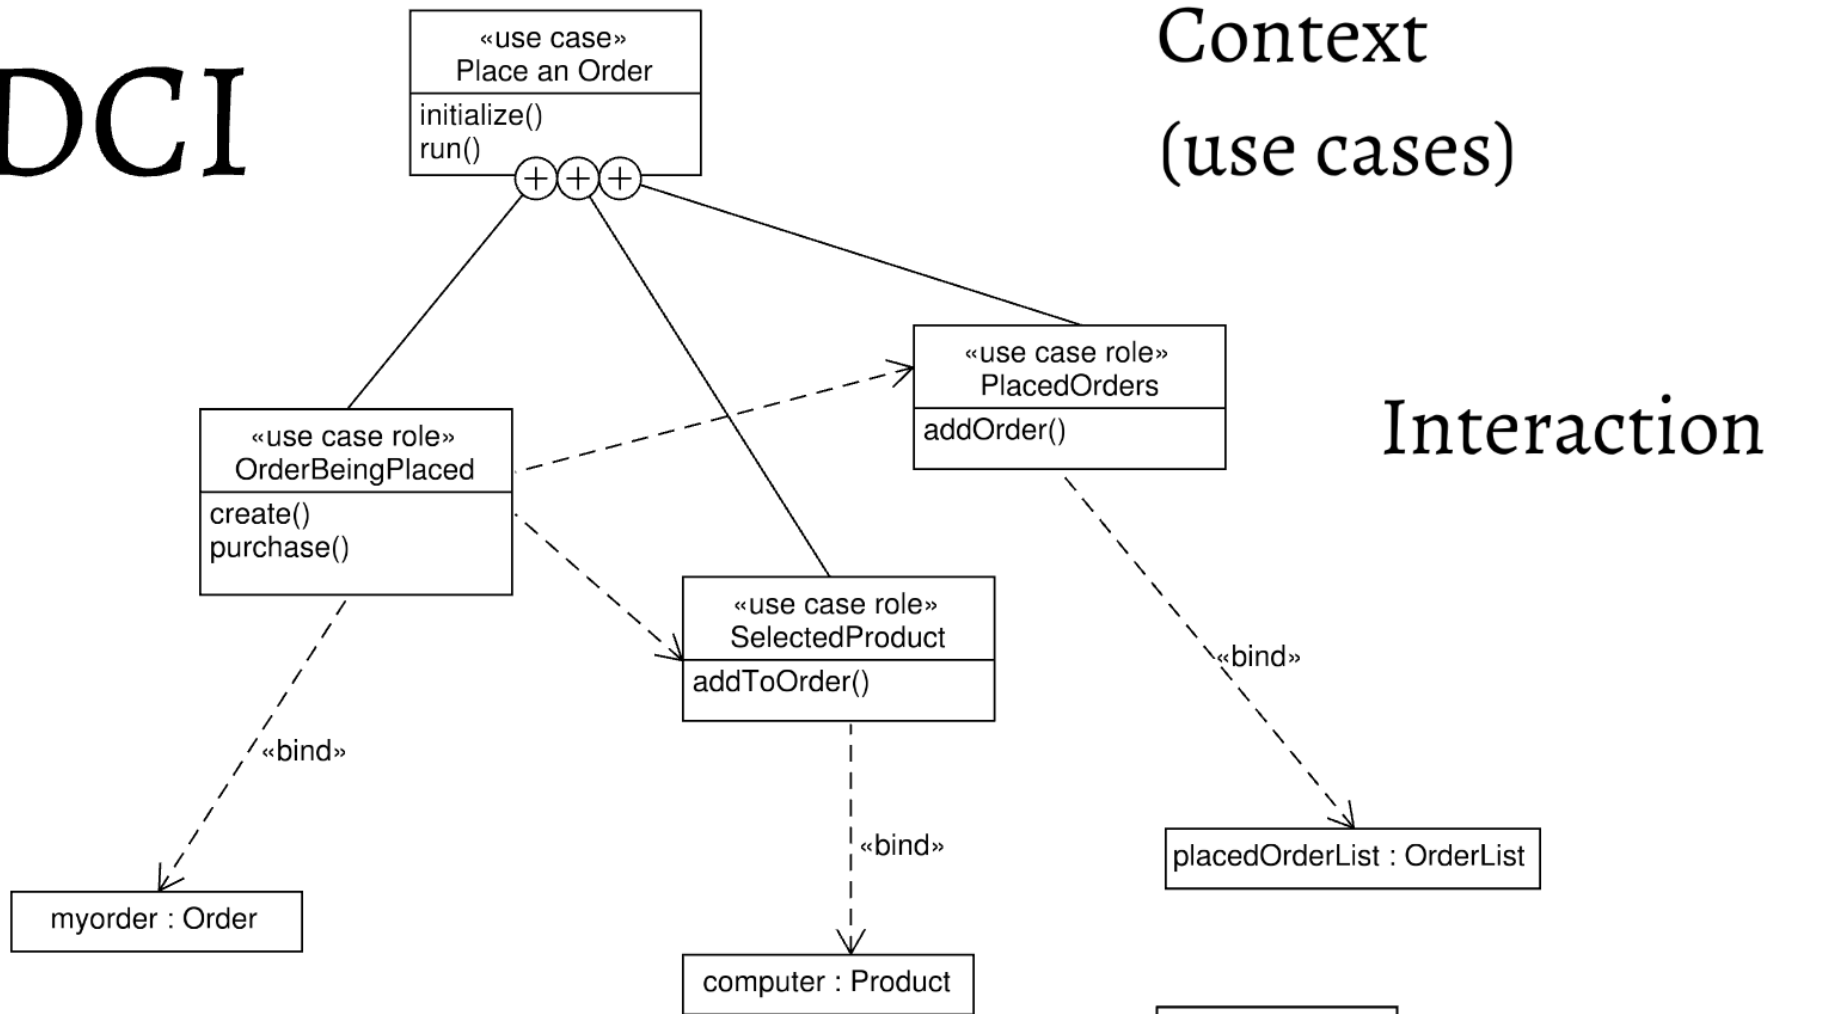 DCI
«use case»
Place an Order
initialize()
run()
Context
(use cases)
«use case role»
PlacedOrders
addOrder()
Interaction
«use case role»
OrderBeingPlaced
create()
purchase()
«use case role»
SelectedProduct
addToOrder()
«bind»
«bind»
«bind»
placedOrderList : OrderList
myorder : Order
computer : Product